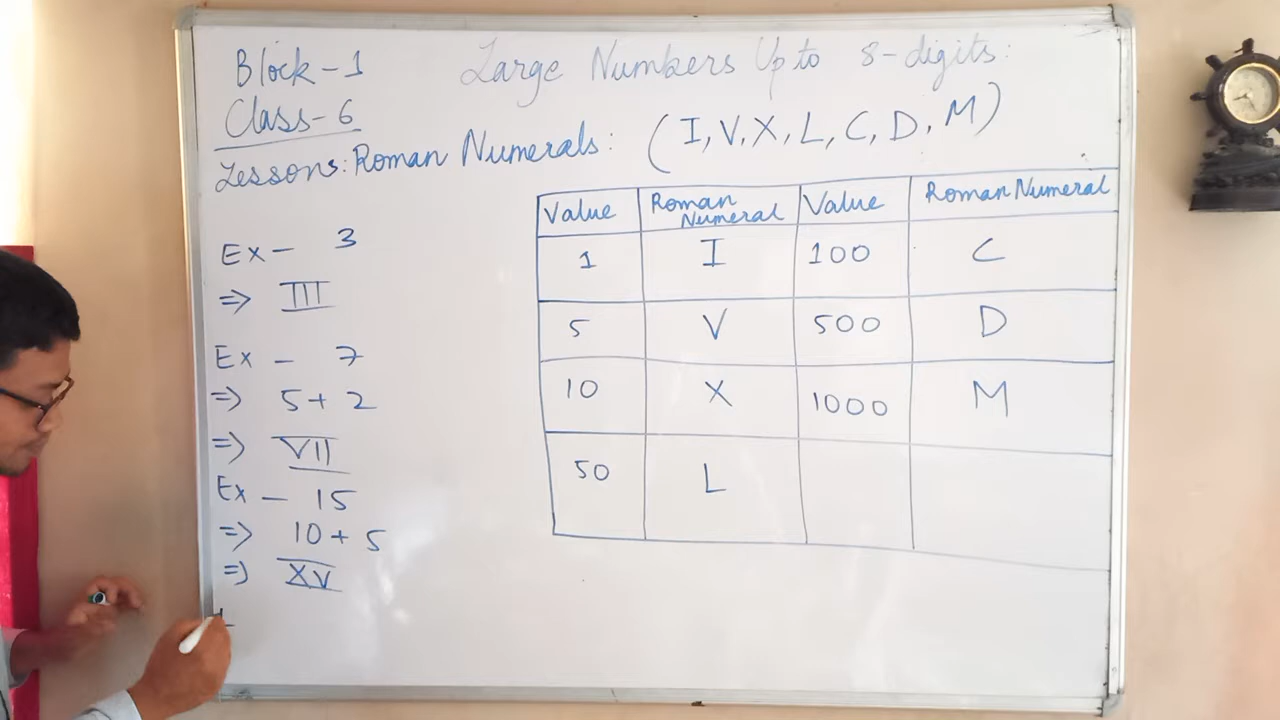 Block-1 Large Numbers Up to 8-digits:
Class-6
Lessons: Roman Numerals: (I, V, X, L, C, D, M)
Value Roman Numeral Value Roman Numeral
1 I 100 C
5 V 500 D
10 X 1000 M
50 L
Ex - 3
=> III
Ex - 7
=> 5+2
=> VII
Ex - 15
=> 10+5
=> XV